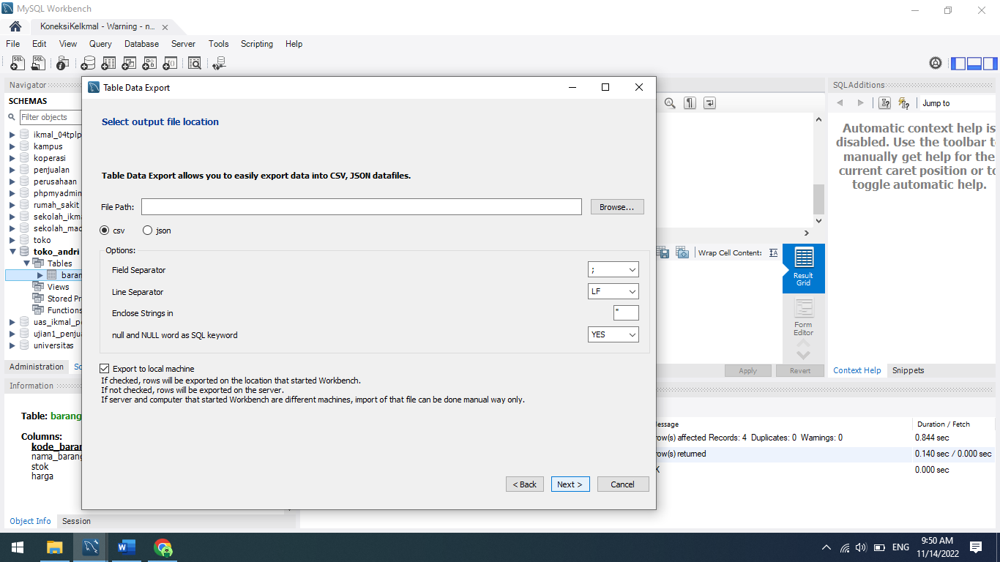 MySQL Workbench
KoneksiKelkmal - Warning - n...
File Edit View Query Database Server Tools Scripting Help
Navigator
SCHEMAS
Filter objects
ikmal_04tplp
kampus
koperasi
penjualan
perusahaan
phpmyadmin
rumah_sakit
sekolah_ikma
sekolah_mac
toko
toko_andri
Tables
baran
Views
Stored Pr
Functions
uas_ikmal_p
ujian1_penjua
universitas
Administration Sc
Information
Table: barang
Columns:
kode_baran
nama_barang
stok
harga
Object Info Session
Table Data Export
Select output file location
Table Data Export allows you to easily export data into CSV, JSON datafiles.
File Path: Browse...
csv json
Options:
Field Separator ;
Line Separator LF
Enclose Strings in "
null and NULL word as SQL keyword YES
Export to local machine
If checked, rows will be exported on the location that started Workbench.
If not checked, rows will be exported on the server.
If server and computer that started Workbench are different machines, import of that file can be done manual way only.
< Back Next > Cancel
Wrap Cell Content: IA
Result
Grid
Form
Editor
Apply Revert
SQLAdditions
Jump to
Automatic context help is
disabled. Use the toolbar t
manually get help for the
current caret position or to
toggle automatic help.
Context Help Snippets
essage Duration / Fetch
row(s) affected Records: 4 Duplicates: 0 Warnings: 0 0.844 sec
row(s) returned 0.140 sec / 0.000 sec
K 0.000 sec
ENG
9:50 AM
11/14/2022